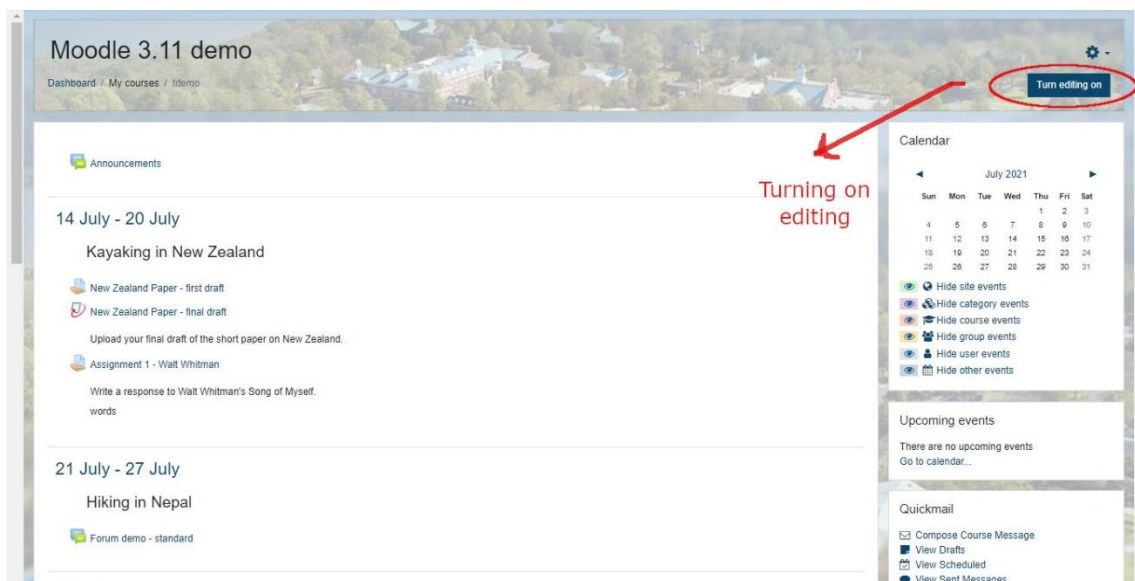 Moodle 3.11 demo
Dashboard / My courses / tdemo
Turn editing on
Turning on
editing
Announcements
14 July - 20 July
Kayaking in New Zealand
New Zealand Paper - first draft
New Zealand Paper - final draft
Upload your final draft of the short paper on New Zealand.
Assignment 1 - Walt Whitman
Write a response to Walt Whitman's Song of Myself.
words
21 July - 27 July
Hiking in Nepal
Forum demo - standard
Calendar
◄ July 2021 ►
Sun Mon Tue Wed Thu Fri Sat
1 2 3
4 5 6 7 8 9 10
11 12 13 14 15 16 17
18 19 20 21 22 23 24
25 26 27 28 29 30 31
Hide site events
Hide category events
Hide course events
Hide group events
Hide user events
Hide other events
Upcoming events
There are no upcoming events
Go to calendar...
Quickmail
Compose Course Message
View Drafts
View Scheduled
View Sent Messages